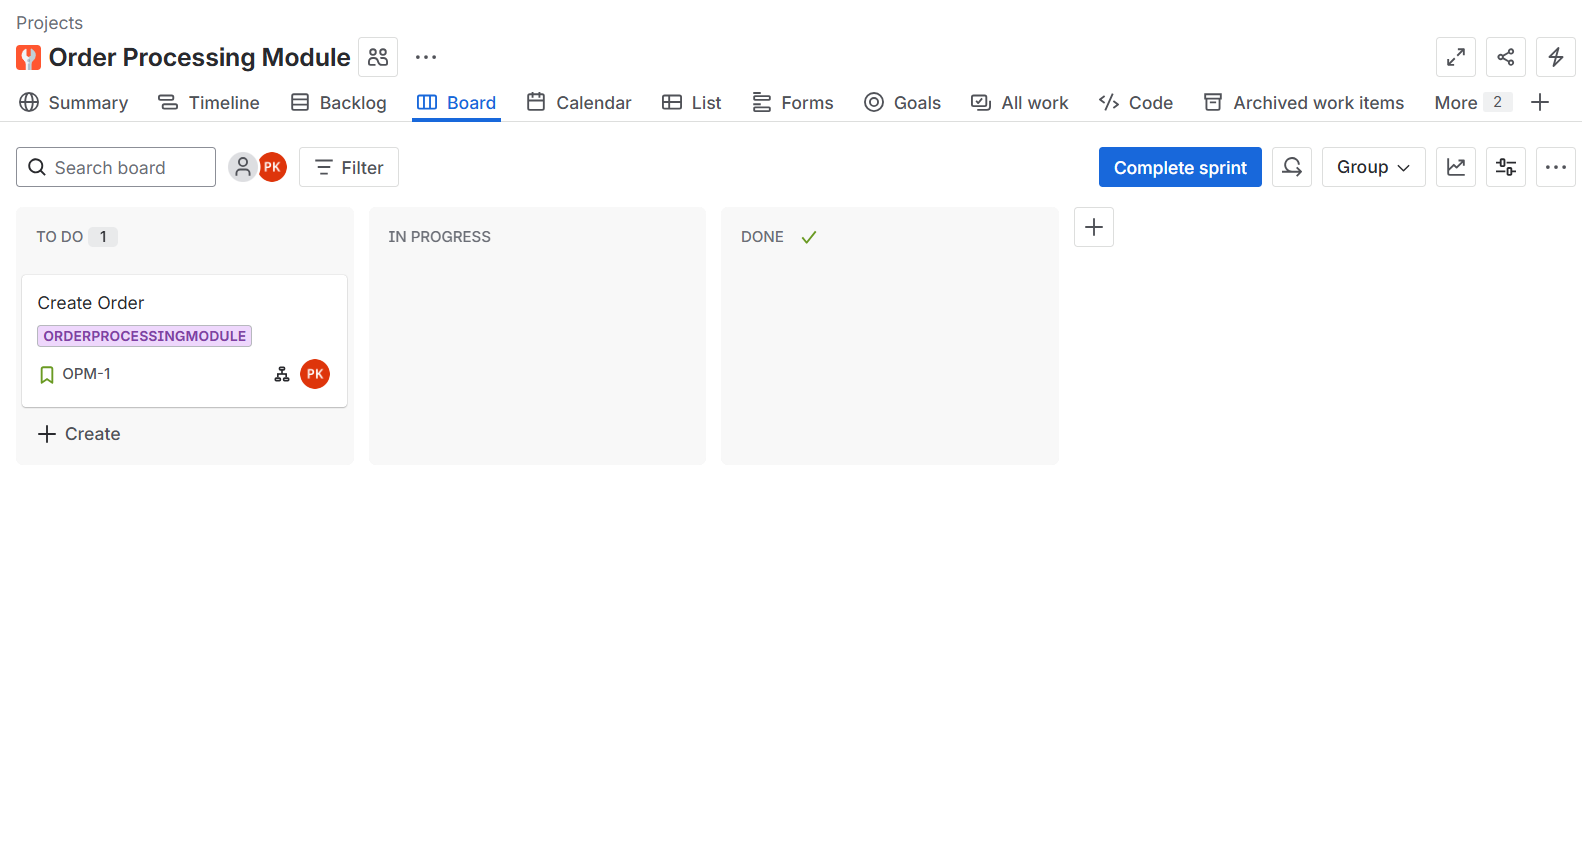 Projects
Order Processing Module
Summary Timeline Backlog Board Calendar List Forms Goals All work Code Archived work items More 2
Search board PK Filter Complete sprint Group
TO DO 1 IN PROGRESS DONE
Create Order
ORDERPROCESSINGMODULE
OPM-1 PK
Create